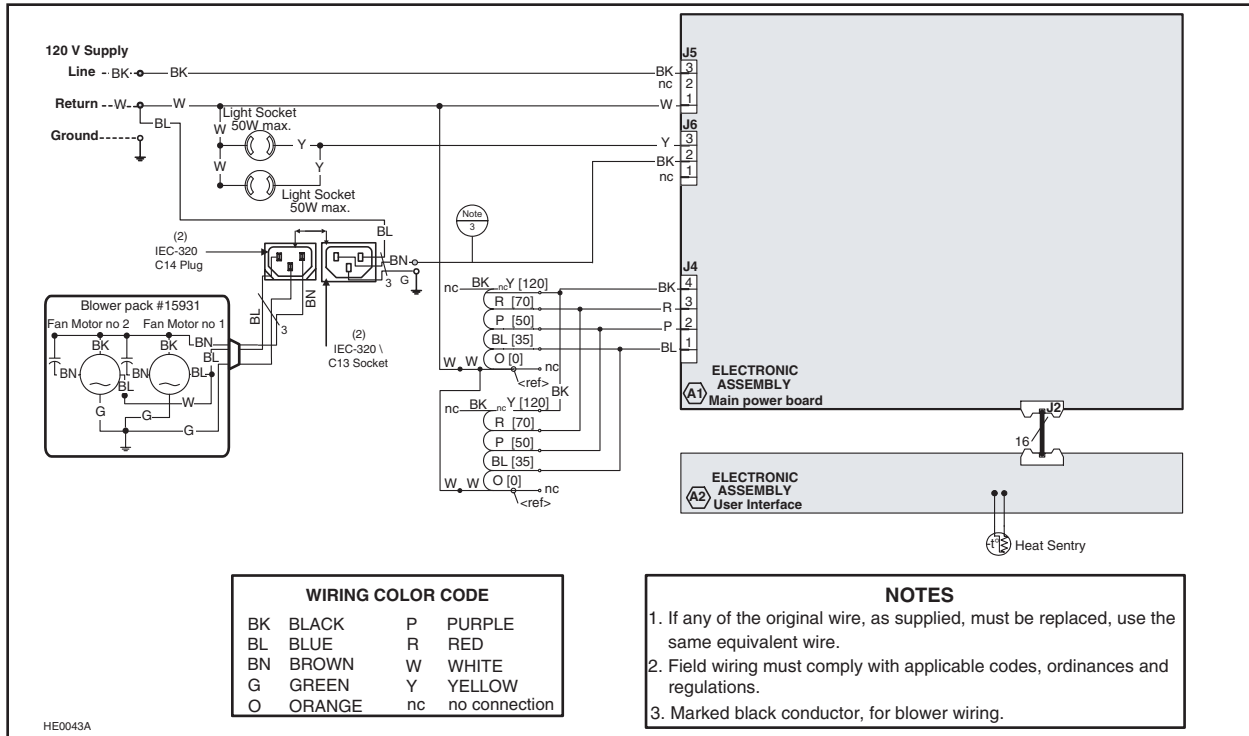 120 V Supply
Line BK BK
Return W W
Ground BL
Light Socket
50W max.
W Y
W Y
Light Socket
50W max.
J5
BK 3
nc 2
W 1
J6
Y 3
BK 2
nc 1
Note
3
(2)
IEC-320
C14 Plug
BL
BN
3 G
BL BN
3
(2)
IEC-320 \
C13 Socket
Blower pack #15931
Fan Motor no 2 Fan Motor no 1
BK BK BN
BL
BN BN BL
BL
W
G G
G
nc BK nc Y [120]
R [70]
P [50]
BL [35]
W W O [0] nc
<ref>
BK
nc BK nc Y [120]
R [70]
P [50]
BL [35]
W W O [0] nc
<ref>
J4
BK 4
R 3
P 2
BL 1
A1 ELECTRONIC
ASSEMBLY
Main power board
J2
16
A2 ELECTRONIC
ASSEMBLY
User Interface
-t° Heat Sentry
WIRING COLOR CODE
BK BLACK P PURPLE
BL BLUE R RED
BN BROWN W WHITE
G GREEN Y YELLOW
O ORANGE nc no connection
NOTES
1. If any of the original wire, as supplied, must be replaced, use the
same equivalent wire.
2. Field wiring must comply with applicable codes, ordinances and
regulations.
3. Marked black conductor, for blower wiring.
HE0043A